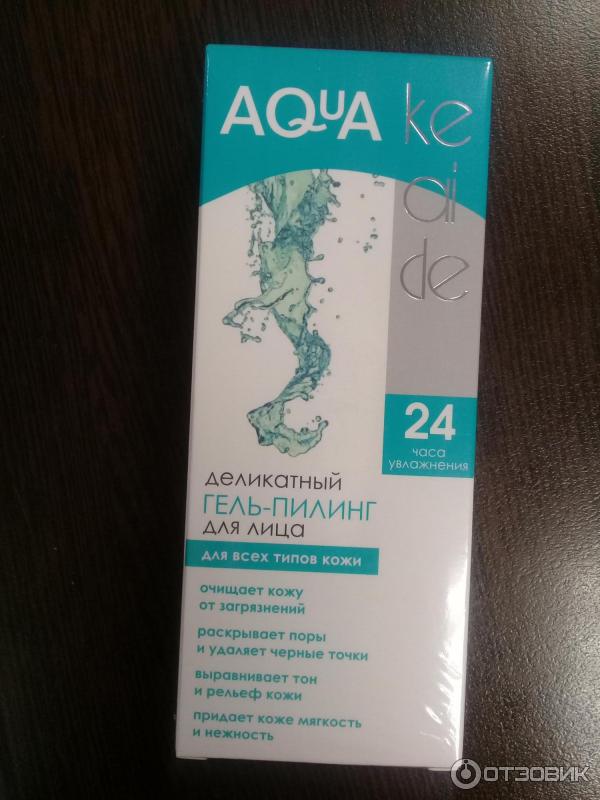 AQUA
ke
ai
de
24
часа
увлажнения
деликатный
ГЕЛЬ-ПИЛИНГ
для лица
для всех типов кожи
очищает кожу
от загрязнений
раскрывает поры
и удаляет черные точки
выравнивает тон
и рельеф кожи
придает коже мягкость
и нежность
ОТЗОВИК